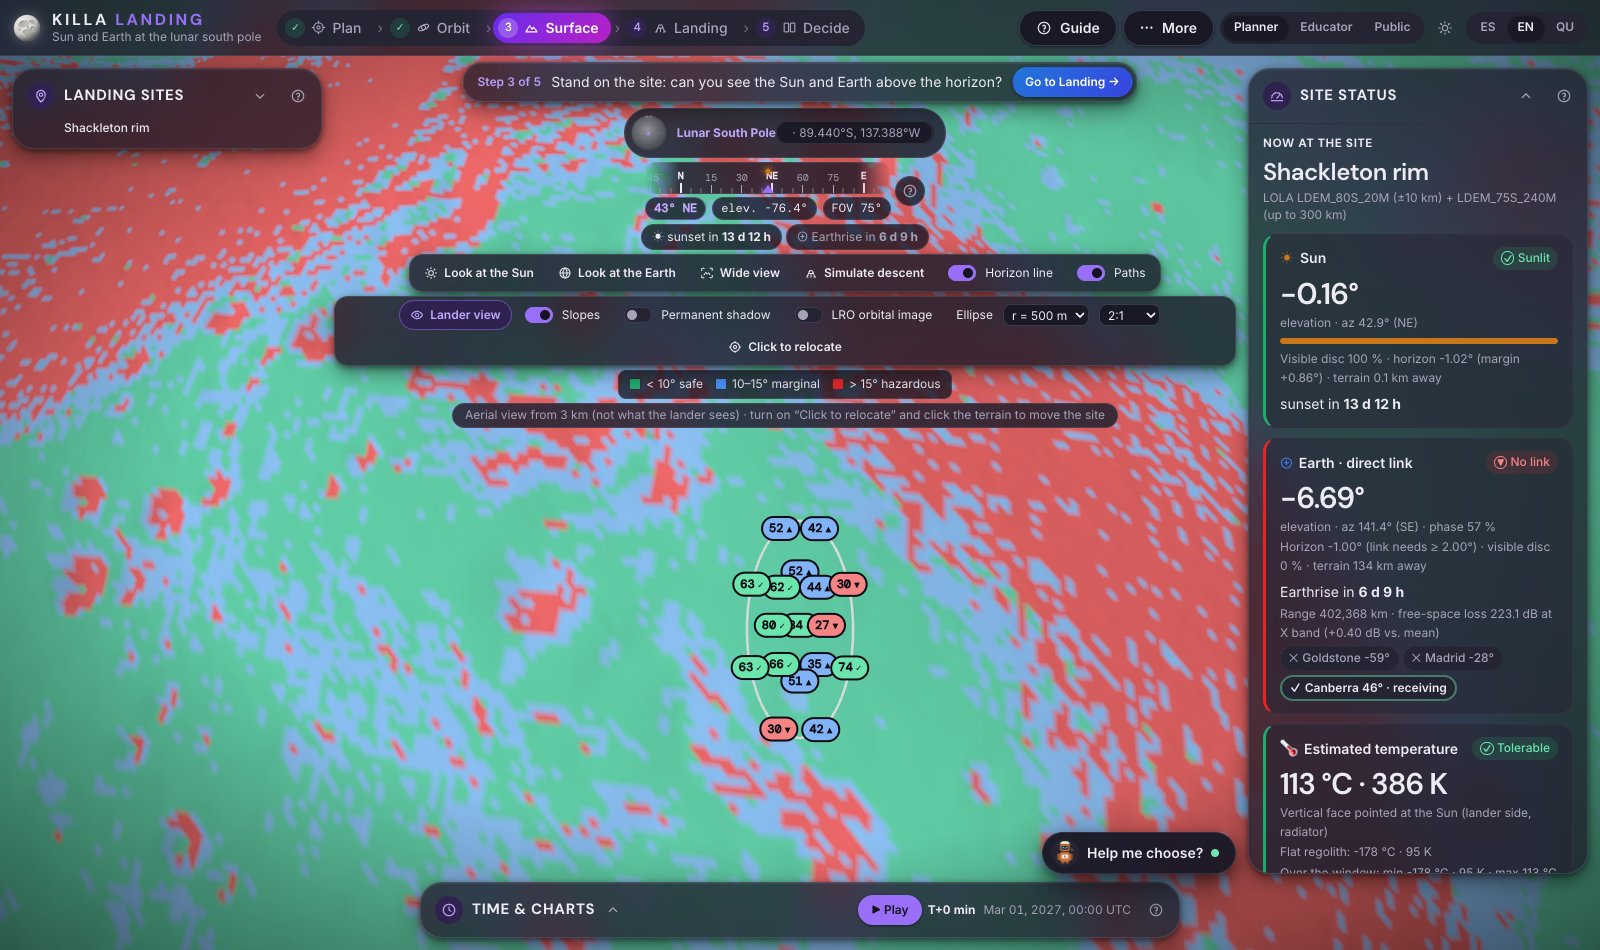 KILLA LANDING
Sun and Earth at the lunar south pole
✓ Plan › ✓ Orbit › 3 Surface › 4 Landing › 5 Decide
Guide
··· More
Planner Educator Public
ES EN QU
LANDING SITES
Shackleton rim
Step 3 of 5 Stand on the site: can you see the Sun and Earth above the horizon? Go to Landing →
Lunar South Pole · 89.440°S, 137.388°W
N 15 30 NE 60 75 E
43° NE elev. -76.4° FOV 75°
sunset in 13 d 12 h Earthrise in 6 d 9 h
Look at the Sun Look at the Earth Wide view Simulate descent Horizon line Paths
Lander view Slopes Permanent shadow LRO orbital image Ellipse r = 500 m 2:1
Click to relocate
< 10° safe 10–15° marginal > 15° hazardous
Aerial view from 3 km (not what the lander sees) · turn on “Click to relocate” and click the terrain to move the site
52 ▲ 42 ▲
52 ▲
63 ✓ 62 ✓ 44 30 ▼
80 ✓ 27 ▼
63 ✓ 66 ✓ 35 ▲ 74 ✓
51 ▲
30 ▼ 42 ▲
SITE STATUS
NOW AT THE SITE
Shackleton rim
LOLA LDEM_80S_20M (±10 km) + LDEM_75S_240M
(up to 300 km)
Sun Sunlit
−0.16°
elevation · az 42.9° (NE)
Visible disc 100 % · horizon -1.02° (margin
+0.86°) · terrain 0.1 km away
sunset in 13 d 12 h
Earth · direct link No link
−6.69°
elevation · az 141.4° (SE) · phase 57 %
Horizon -1.00° (link needs ≥ 2.00°) · visible disc
0 % · terrain 134 km away
Earthrise in 6 d 9 h
Range 402,368 km · free-space loss 223.1 dB at
X band (+0.40 dB vs. mean)
× Goldstone -59° × Madrid -28°
✓ Canberra 46° · receiving
Estimated temperature Tolerable
113 °C · 386 K
Vertical face pointed at the Sun (lander side,
radiator)
Flat regolith: -178 °C · 95 K
Over the window: min -178 °C · 95 K · max 113 °C
Help me choose?
TIME & CHARTS
Play T+0 min Mar 01, 2027, 00:00 UTC